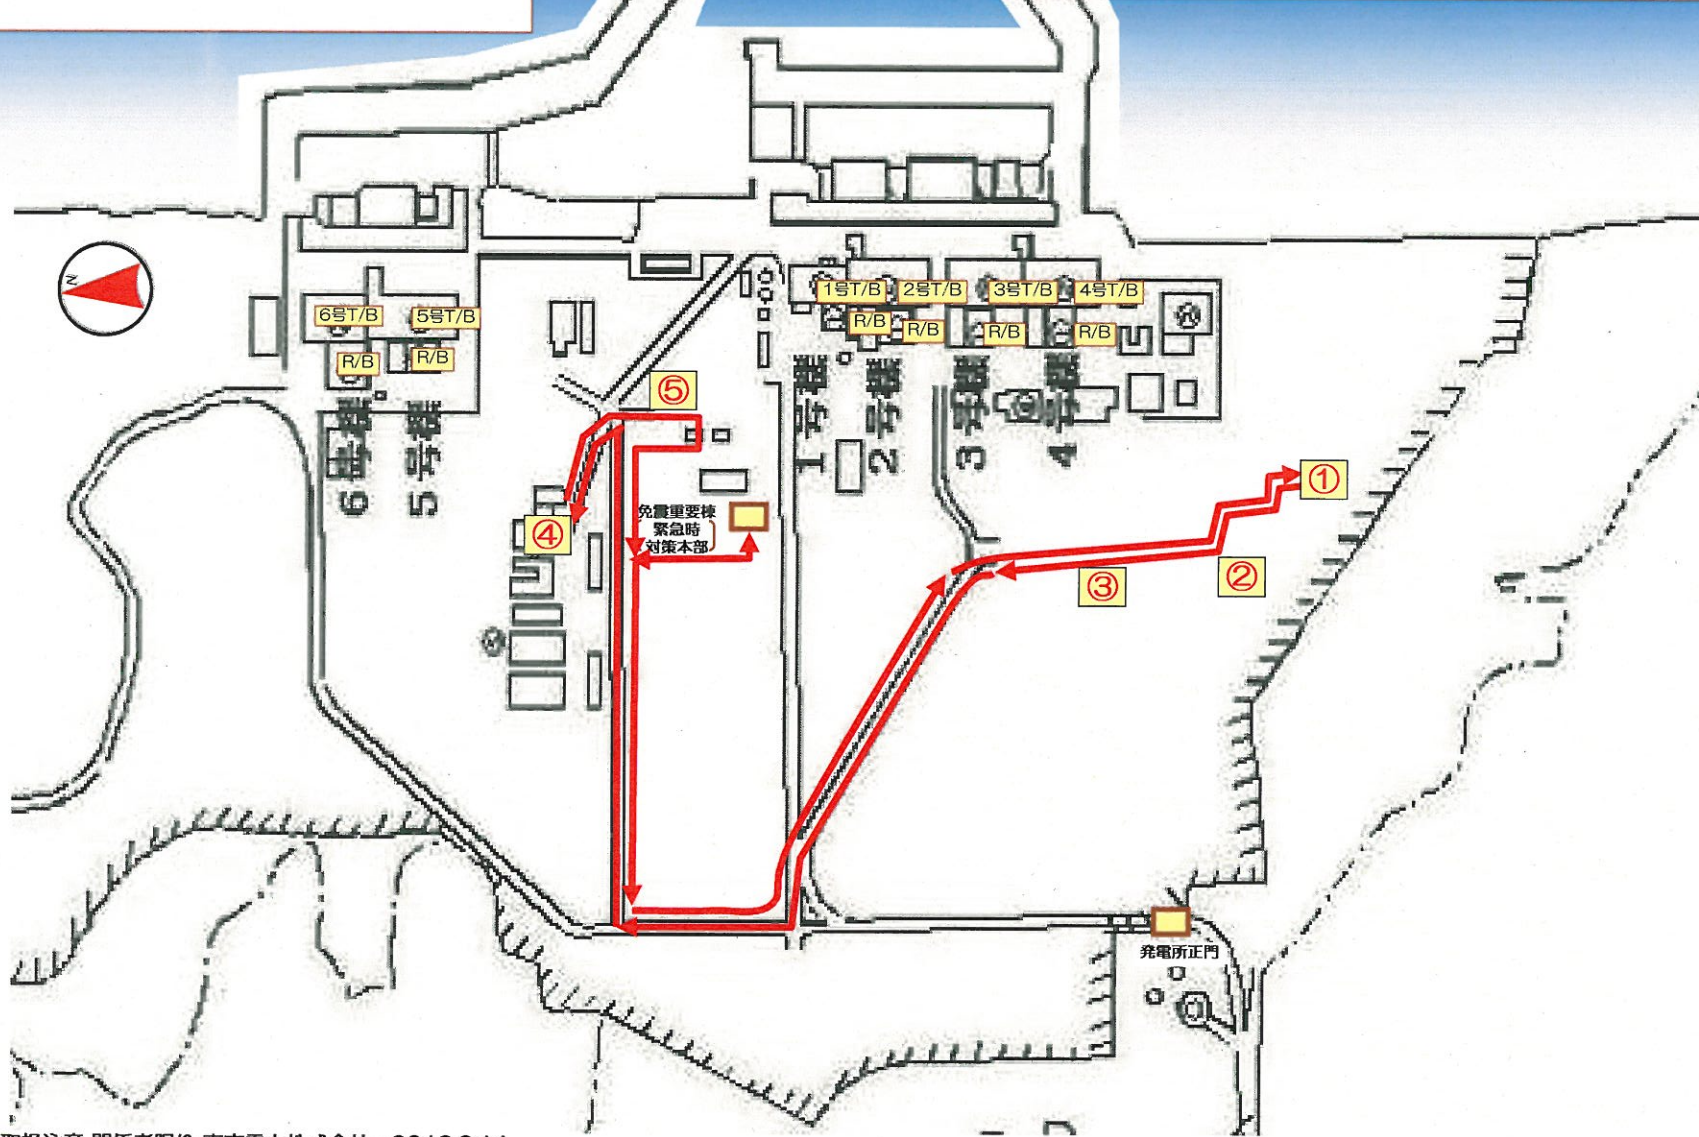 N
6号T/B
5号T/B
R/B
R/B
6号機
5号機
1号T/B
2号T/B
3号T/B
4号T/B
R/B
R/B
R/B
R/B
1号機
2号機
3号機
4号機
⑤
①
④
免震重要棟
緊急時
対策本部
②
③
発電所正門